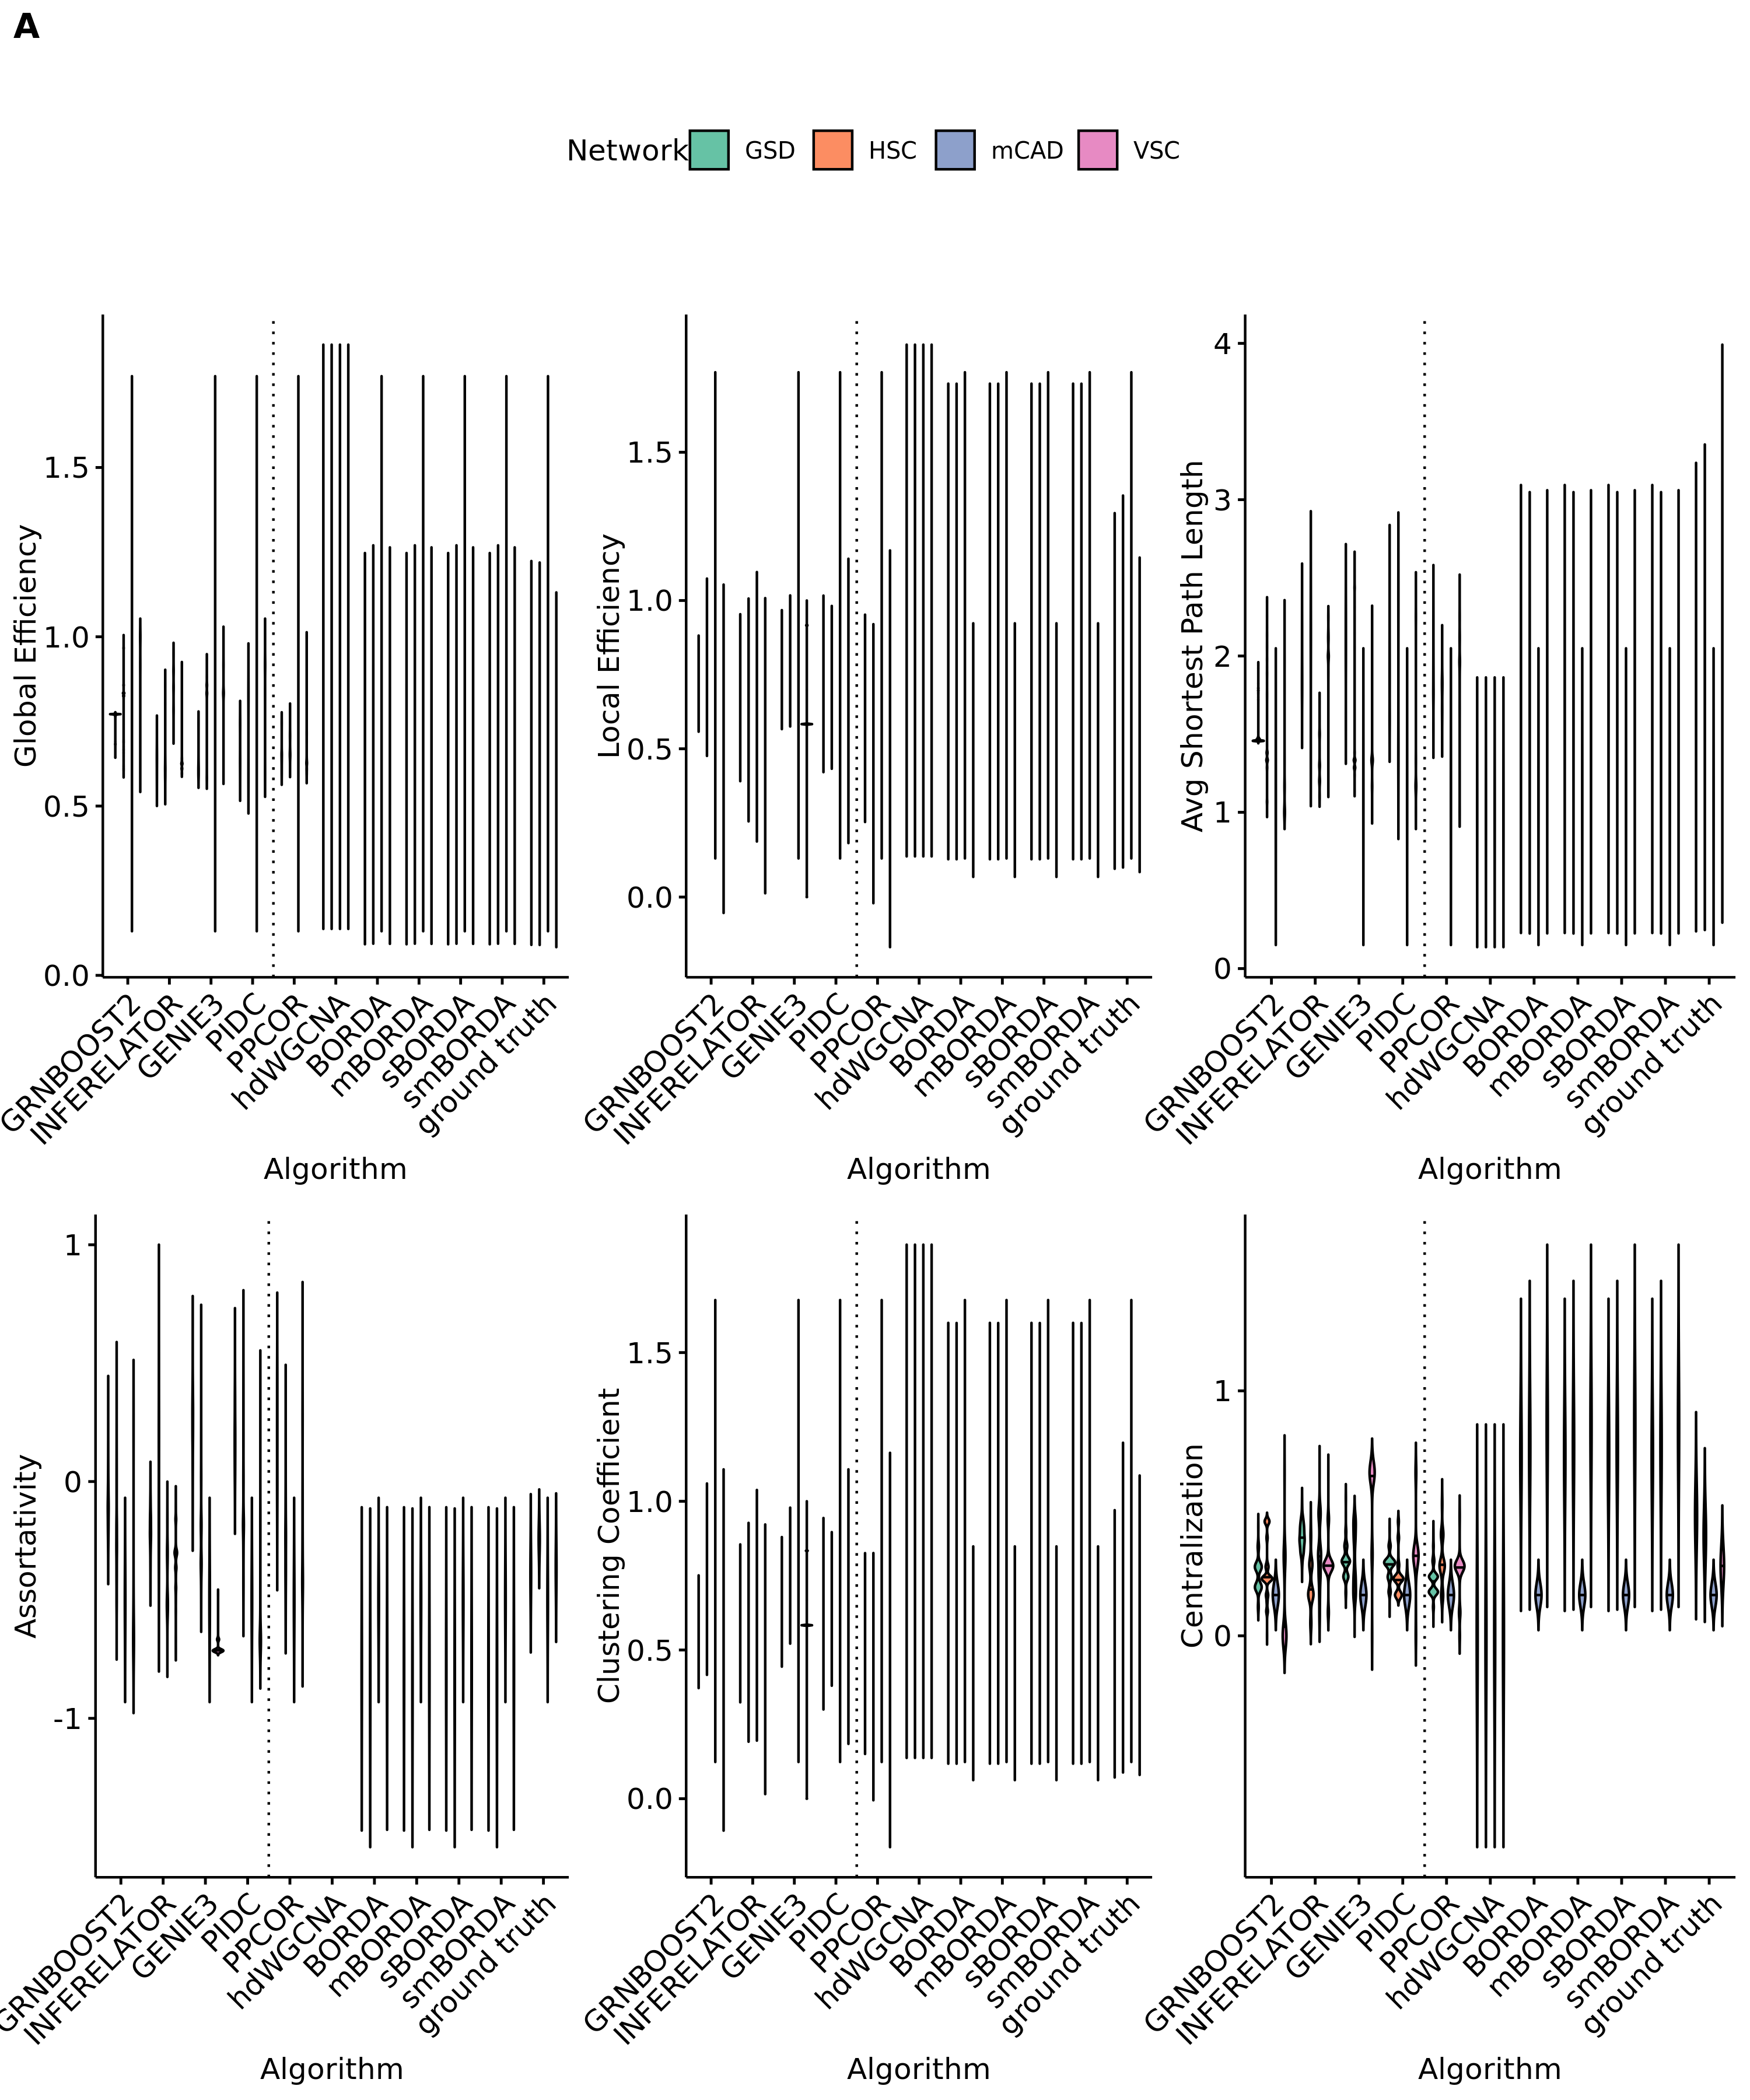 A
Network GSD HSC mCAD VSC
Global Efficiency
1.5
1.0
0.5
0.0
GRNBOOST2
INFERELATOR
GENIE3
PIDC
PPCOR
hdWGCNA
BORDA
mBORDA
sBORDA
smBORDA
ground truth
Algorithm
Local Efficiency
1.5
1.0
0.5
0.0
GRNBOOST2
INFERELATOR
GENIE3
PIDC
PPCOR
hdWGCNA
BORDA
mBORDA
sBORDA
smBORDA
ground truth
Algorithm
Avg Shortest Path Length
4
3
2
1
0
GRNBOOST2
INFERELATOR
GENIE3
PIDC
PPCOR
hdWGCNA
BORDA
mBORDA
sBORDA
smBORDA
ground truth
Algorithm
Assortativity
1
0
-1
GRNBOOST2
INFERELATOR
GENIE3
PIDC
PPCOR
hdWGCNA
BORDA
mBORDA
sBORDA
smBORDA
ground truth
Algorithm
Clustering Coefficient
1.5
1.0
0.5
0.0
GRNBOOST2
INFERELATOR
GENIE3
PIDC
PPCOR
hdWGCNA
BORDA
mBORDA
sBORDA
smBORDA
ground truth
Algorithm
Centralization
1
0
GRNBOOST2
INFERELATOR
GENIE3
PIDC
PPCOR
hdWGCNA
BORDA
mBORDA
sBORDA
smBORDA
ground truth
Algorithm